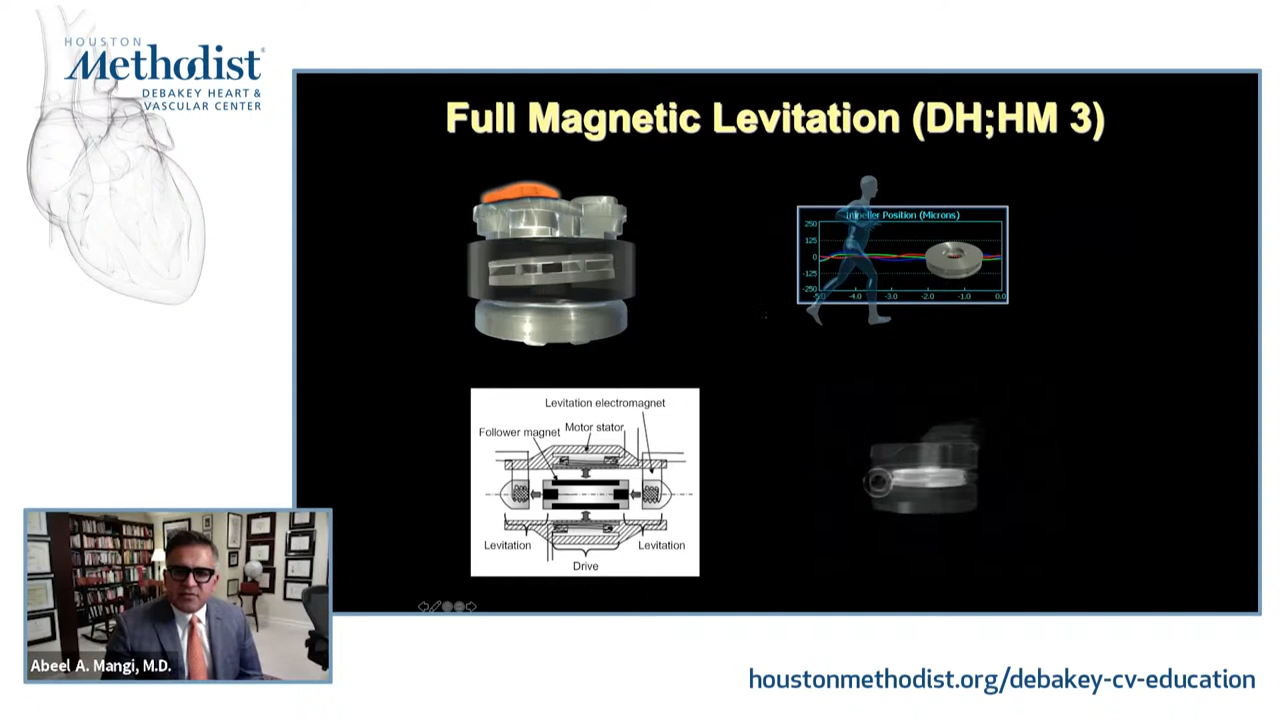 HOUSTON
Methodist
DEBAKEY HEART &
VASCULAR CENTER
Full Magnetic Levitation (DH;HM 3)
Impeller Position (Microns)
250
125
0
-125
-250
-5.0 -4.0 -3.0 -2.0 -1.0 0.0
Levitation electromagnet
Follower magnet
Motor stator
Levitation
Levitation
Drive
Abeel A. Mangi, M.D.
houstonmethodist.org/debakey-cv-education